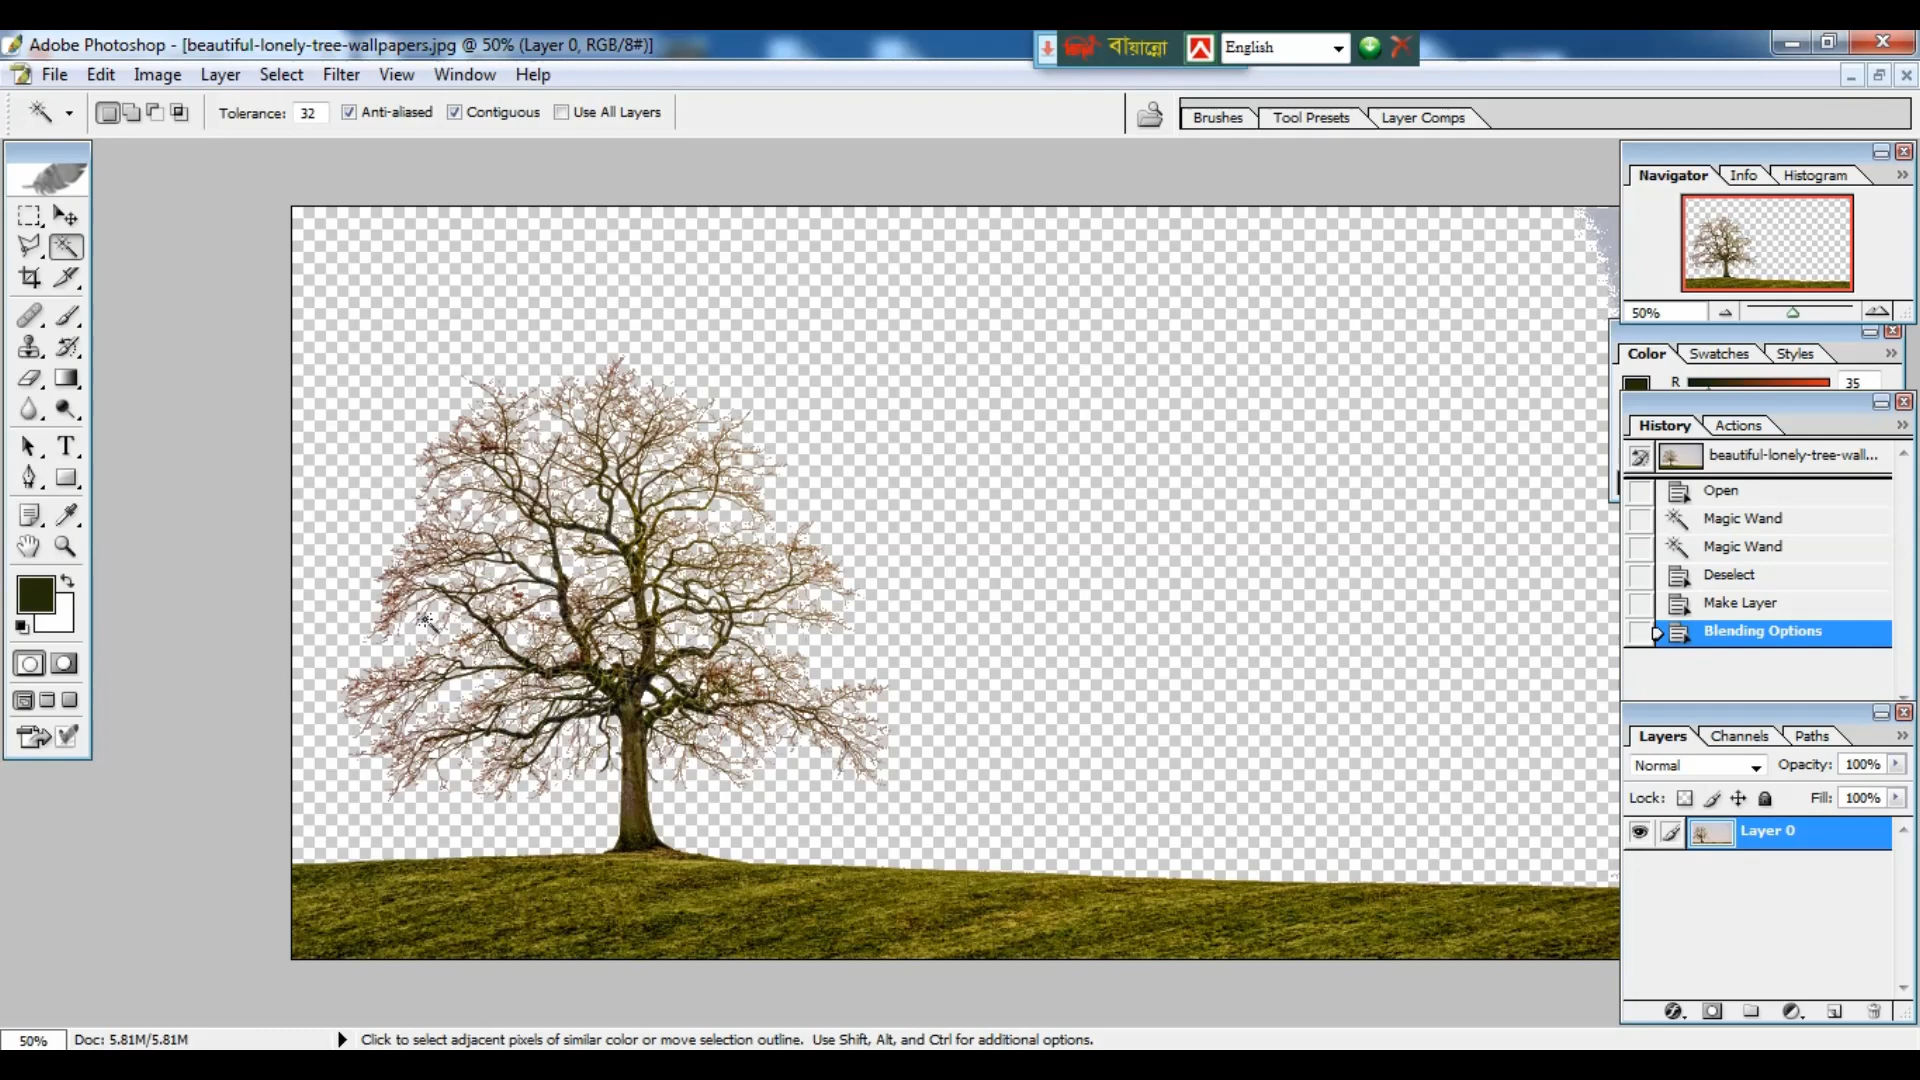 Adobe Photoshop - [beautiful-lonely-tree-wallpapers.jpg @ 50% (Layer 0, RGB/8#)]
বায়ান্নো English
File Edit Image Layer Select Filter View Window Help
Tolerance: 32 Anti-aliased Contiguous Use All Layers
Brushes Tool Presets Layer Comps
Navigator Info Histogram
50%
Color Swatches Styles
R 35
History Actions
beautiful-lonely-tree-wall...
Open
Magic Wand
Magic Wand
Deselect
Make Layer
Blending Options
Layers Channels Paths
Normal Opacity: 100%
Lock: Fill: 100%
Layer 0
T
50% Doc: 5.81M/5.81M Click to select adjacent pixels of similar color or move selection outline. Use Shift, Alt, and Ctrl for additional options.